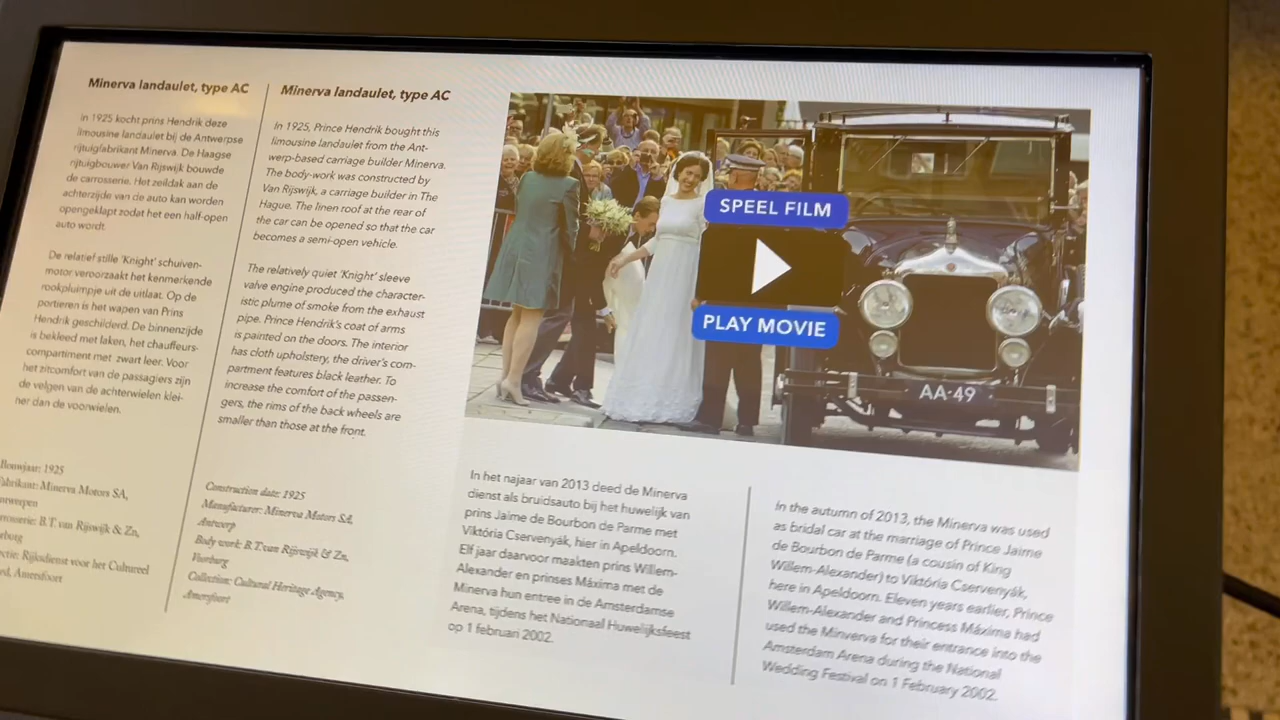 Minerva landaulet, type AC
In 1925 kocht prins Hendrik deze
limousine landaulet bij de Antwerpse
rijtuigfabrikant Minerva. De Haagse
rijtuigbouwer Van Rijswijk bouwde
de carrosserie. Het zeildak aan de
achterzijde van de auto kan worden
opengeklapt zodat het een half-open
auto wordt.
De relatief stille 'Knight' schuiven-
motor veroorzaakt het kenmerkende
rookpluimpje uit de uitlaat. Op de
portieren is het wapen van Prins
Hendrik geschilderd. De binnenzijde
is bekleed met laken, het chauffeurs-
compartiment met zwart leer. Voor
het zitcomfort van de passagiers zijn
de velgen van de achterwielen klei-
ner dan de voorwielen.
Bouwjaar: 1925
Minerva Motors SA,
B.T. van Rijswijk & Zn,
Rijksdienst voor het Cultureel
Amersfoort
Minerva landaulet, type AC
In 1925, Prince Hendrik bought this
limousine landaulet from the Ant-
werp-based carriage builder Minerva.
The body-work was constructed by
Van Rijswijk, a carriage builder in The
Hague. The linen roof at the rear of
the car can be opened so that the car
becomes a semi-open vehicle.
The relatively quiet 'Knight' sleeve
valve engine produced the character-
istic plume of smoke from the exhaust
pipe. Prince Hendrik's coat of arms
is painted on the doors. The interior
has cloth upholstery, the driver's com-
partment features black leather. To
increase the comfort of the passen-
gers, the rims of the back wheels are
smaller than those at the front.
Construction date: 1925
Manufacturer: Minerva Motors SA,
Antwerp
Body work: B.T.van Rijswijk & Zn,
Voorburg
Collection: Cultural Heritage Agency,
Amersfoort
SPEEL FILM
PLAY MOVIE
AA-49
In het najaar van 2013 deed de Minerva
dienst als bruidsauto bij het huwelijk van
prins Jaime de Bourbon de Parme met
Viktória Cservenyák, hier in Apeldoorn.
Elf jaar daarvoor maakten prins Willem-
Alexander en prinses Máxima met de
Minerva hun entree in de Amsterdamse
Arena, tijdens het Nationaal Huwelijksfeest
op 1 februari 2002.
In the autumn of 2013, the Minerva was used
as bridal car at the marriage of Prince Jaime
de Bourbon de Parme (a cousin of King
Willem-Alexander) to Viktória Cservenyák,
here in Apeldoorn. Eleven years earlier, Prince
Willem-Alexander and Princess Máxima had
used the Minverva for their entrance into the
Amsterdam Arena during the National
Wedding Festival on 1 February 2002.